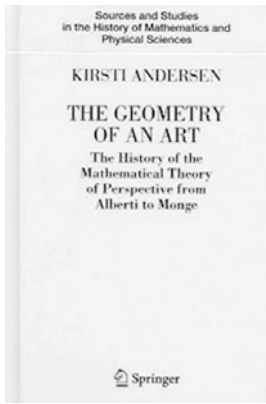 Sources and Studies
in the History of Mathematics and
Physical Sciences
KIRSTI ANDERSEN
THE GEOMETRY
OF AN ART
The History of the
Mathematical Theory
of Perspective from
Alberti to Monge
Springer